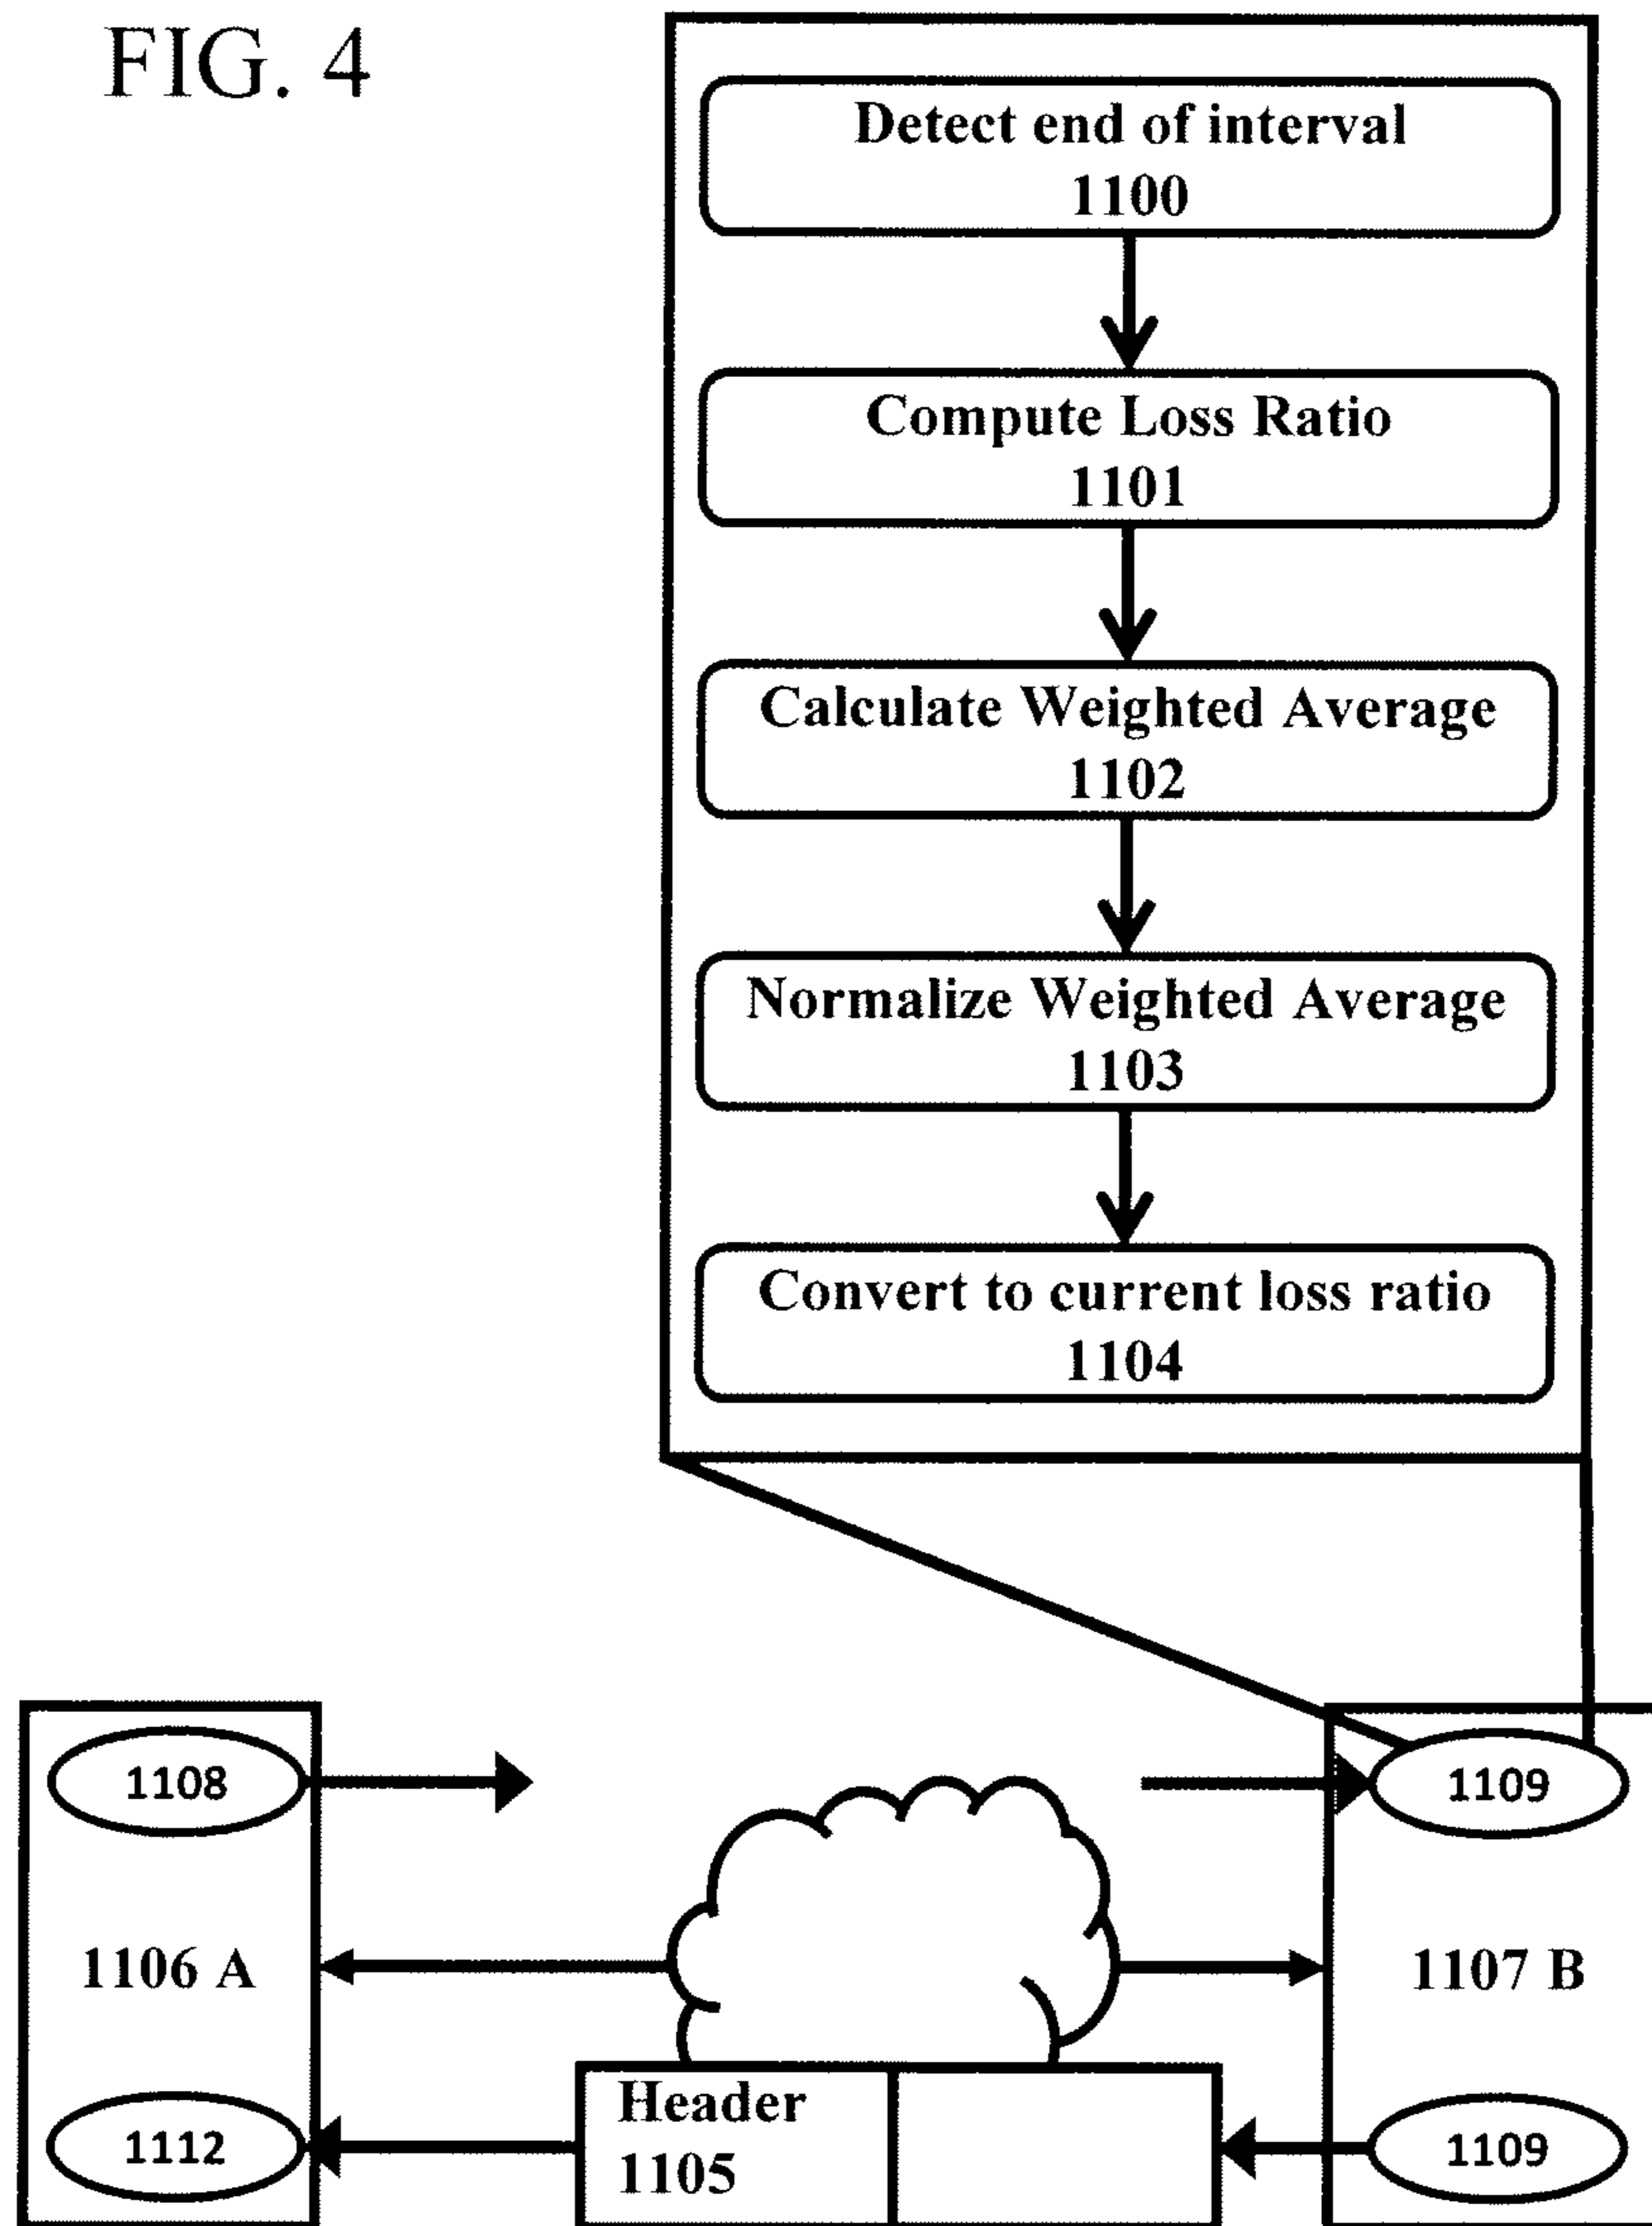 FIG. 4
Detect end of interval
1100
Compute Loss Ratio
1101
Calculate Weighted Average
1102
Normalize Weighted Average
1103
Convert to current loss ratio
1104
1108
1109
1106 A
1107 B
Header
1105
1112
1109